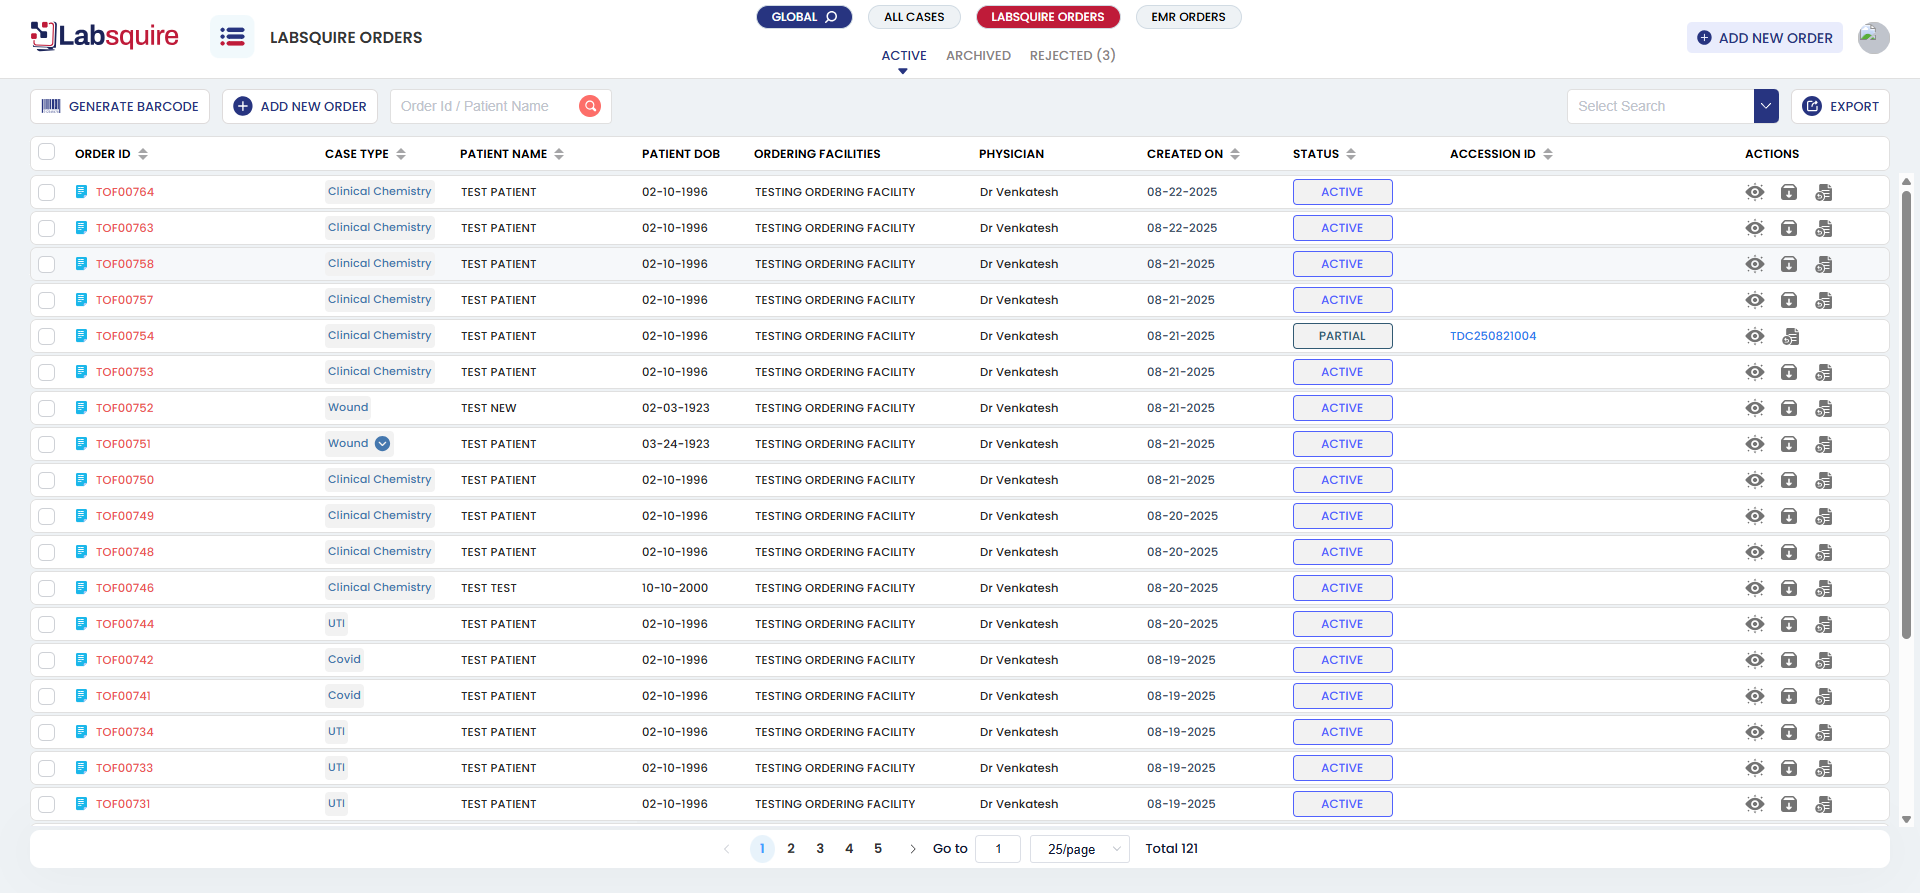 GLOBAL ALL CASES LABSQUIRE ORDERS EMR ORDERS
Labsquire LABSQUIRE ORDERS ADD NEW ORDER
ACTIVE ARCHIVED REJECTED (3)
GENERATE BARCODE ADD NEW ORDER Order Id / Patient Name Select Search EXPORT
ORDER ID CASE TYPE PATIENT NAME PATIENT DOB ORDERING FACILITIES PHYSICIAN CREATED ON STATUS ACCESSION ID ACTIONS
TOF00764 Clinical Chemistry TEST PATIENT 02-10-1996 TESTING ORDERING FACILITY Dr Venkatesh 08-22-2025 ACTIVE
TOF00763 Clinical Chemistry TEST PATIENT 02-10-1996 TESTING ORDERING FACILITY Dr Venkatesh 08-22-2025 ACTIVE
TOF00758 Clinical Chemistry TEST PATIENT 02-10-1996 TESTING ORDERING FACILITY Dr Venkatesh 08-21-2025 ACTIVE
TOF00757 Clinical Chemistry TEST PATIENT 02-10-1996 TESTING ORDERING FACILITY Dr Venkatesh 08-21-2025 ACTIVE
TOF00754 Clinical Chemistry TEST PATIENT 02-10-1996 TESTING ORDERING FACILITY Dr Venkatesh 08-21-2025 PARTIAL TDC250821004
TOF00753 Clinical Chemistry TEST PATIENT 02-10-1996 TESTING ORDERING FACILITY Dr Venkatesh 08-21-2025 ACTIVE
TOF00752 Wound TEST NEW 02-03-1923 TESTING ORDERING FACILITY Dr Venkatesh 08-21-2025 ACTIVE
TOF00751 Wound TEST PATIENT 03-24-1923 TESTING ORDERING FACILITY Dr Venkatesh 08-21-2025 ACTIVE
TOF00750 Clinical Chemistry TEST PATIENT 02-10-1996 TESTING ORDERING FACILITY Dr Venkatesh 08-21-2025 ACTIVE
TOF00749 Clinical Chemistry TEST PATIENT 02-10-1996 TESTING ORDERING FACILITY Dr Venkatesh 08-20-2025 ACTIVE
TOF00748 Clinical Chemistry TEST PATIENT 02-10-1996 TESTING ORDERING FACILITY Dr Venkatesh 08-20-2025 ACTIVE
TOF00746 Clinical Chemistry TEST TEST 10-10-2000 TESTING ORDERING FACILITY Dr Venkatesh 08-20-2025 ACTIVE
TOF00744 UTI TEST PATIENT 02-10-1996 TESTING ORDERING FACILITY Dr Venkatesh 08-20-2025 ACTIVE
TOF00742 Covid TEST PATIENT 02-10-1996 TESTING ORDERING FACILITY Dr Venkatesh 08-19-2025 ACTIVE
TOF00741 Covid TEST PATIENT 02-10-1996 TESTING ORDERING FACILITY Dr Venkatesh 08-19-2025 ACTIVE
TOF00734 UTI TEST PATIENT 02-10-1996 TESTING ORDERING FACILITY Dr Venkatesh 08-19-2025 ACTIVE
TOF00733 UTI TEST PATIENT 02-10-1996 TESTING ORDERING FACILITY Dr Venkatesh 08-19-2025 ACTIVE
TOF00731 UTI TEST PATIENT 02-10-1996 TESTING ORDERING FACILITY Dr Venkatesh 08-19-2025 ACTIVE
1 2 3 4 5 Go to 1 25/page Total 121